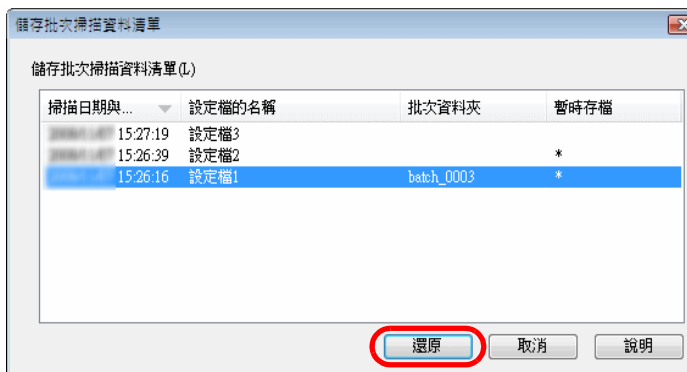 儲存批次掃描資料清單
儲存批次掃描資料清單(L)
掃描日期與... 設定檔的名稱 批次資料夾 暫時存檔
15:27:19 設定檔3
15:26:39 設定檔2 *
15:26:16 設定檔1 batch_0003 *
還原 取消 說明